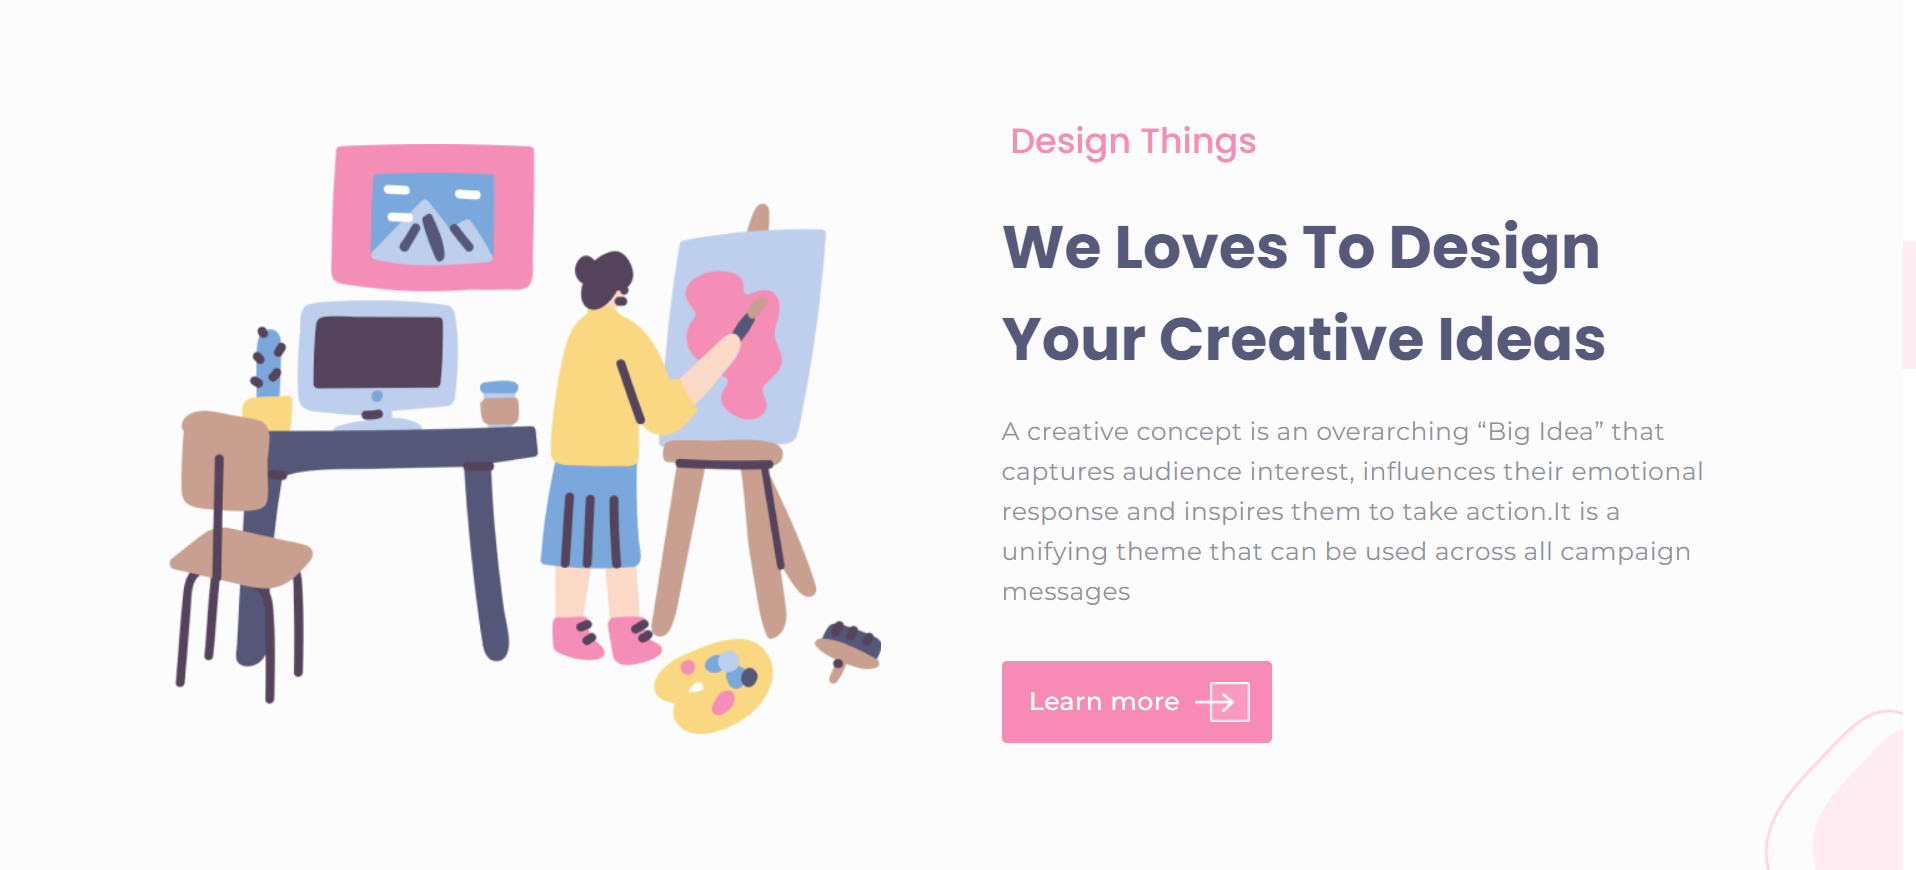 Design Things
We Loves To Design
Your Creative Ideas
A creative concept is an overarching “Big Idea” that
captures audience interest, influences their emotional
response and inspires them to take action.It is a
unifying theme that can be used across all campaign
messages
Learn more